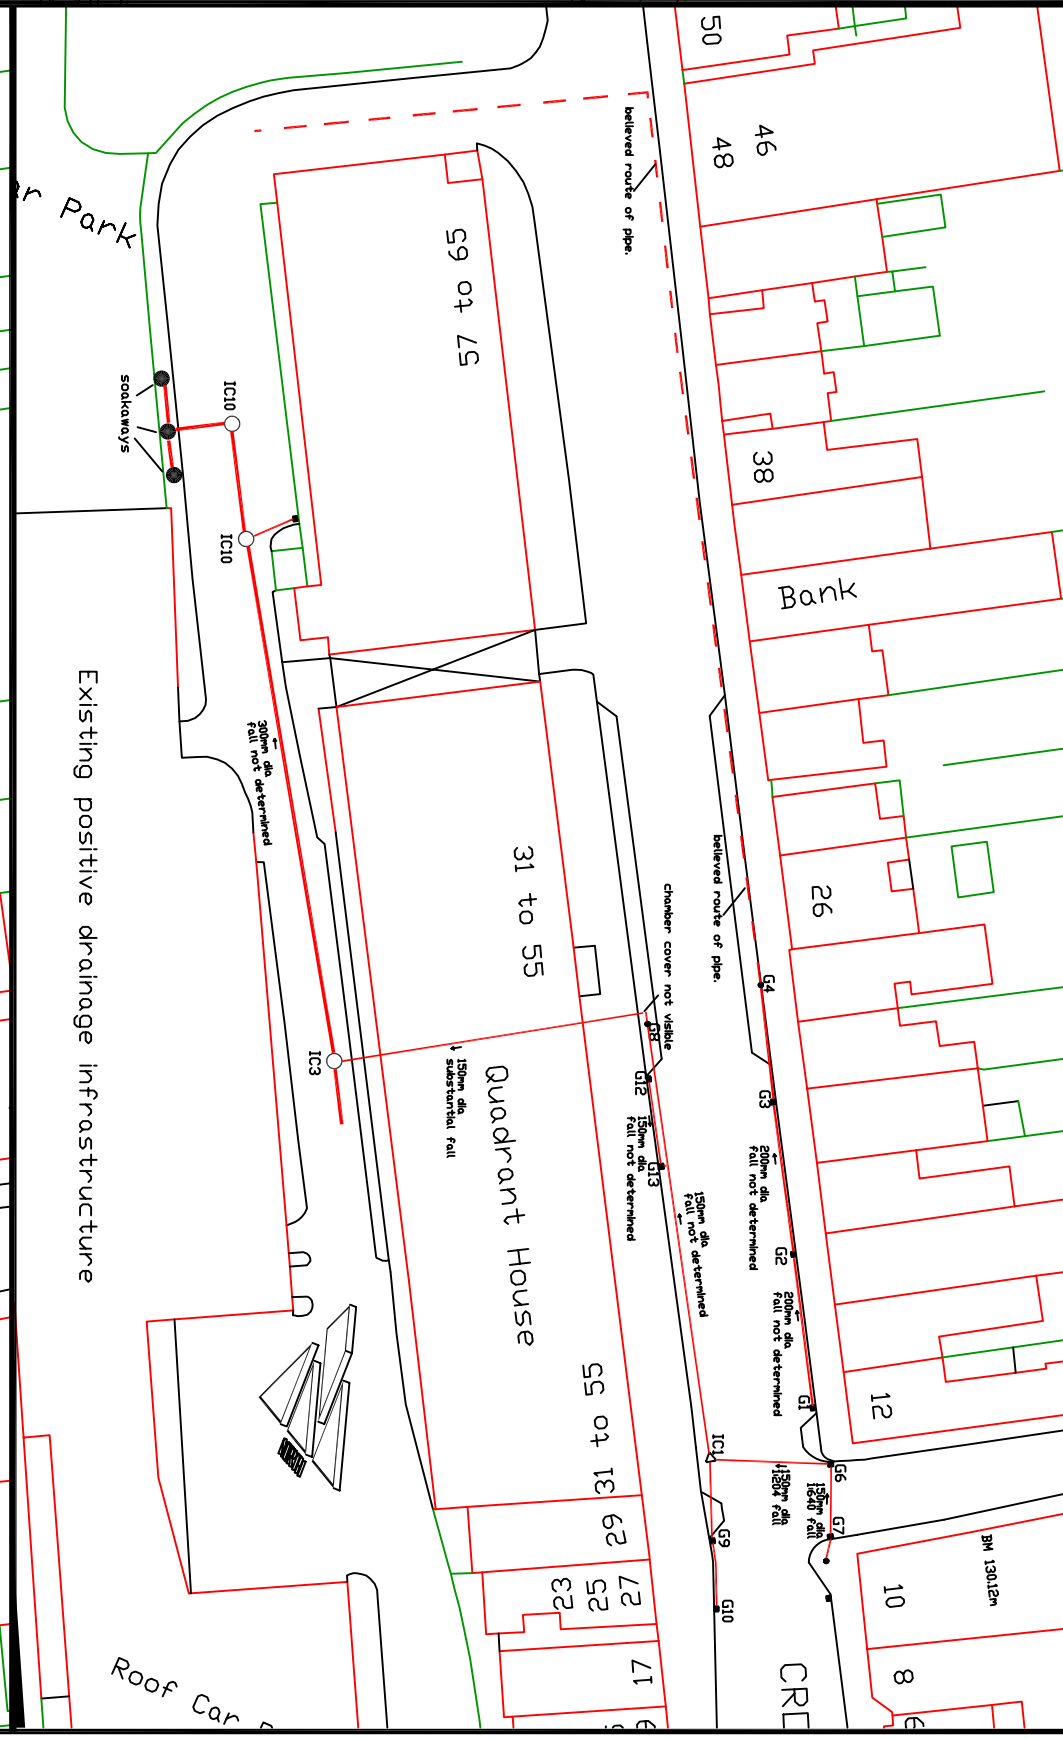 50
46
48
believed route of pipe.
Park
59 to 65
57
38
soakaways
IC10
IC10
Bank
300mm dia
fall not determined
Existing positive drainage infrastructure
31 to 55
26
believed route of pipe.
chamber cover not visible
G4
G8
G12
G3
IC3
150mm dia
substantial fall
150mm dia
fall not determined
G13
200mm dia
fall not determined
Quadrant House
150mm dia
fall not determined
G2
200mm dia
fall not determined
31 to 55
G1
12
IC1
G6
150mm dia
1:204 fall
150mm dia
1:640 fall
G7
G9
29
BM 130.12m
10
23
25
27
G10
17
8
6
Roof Car